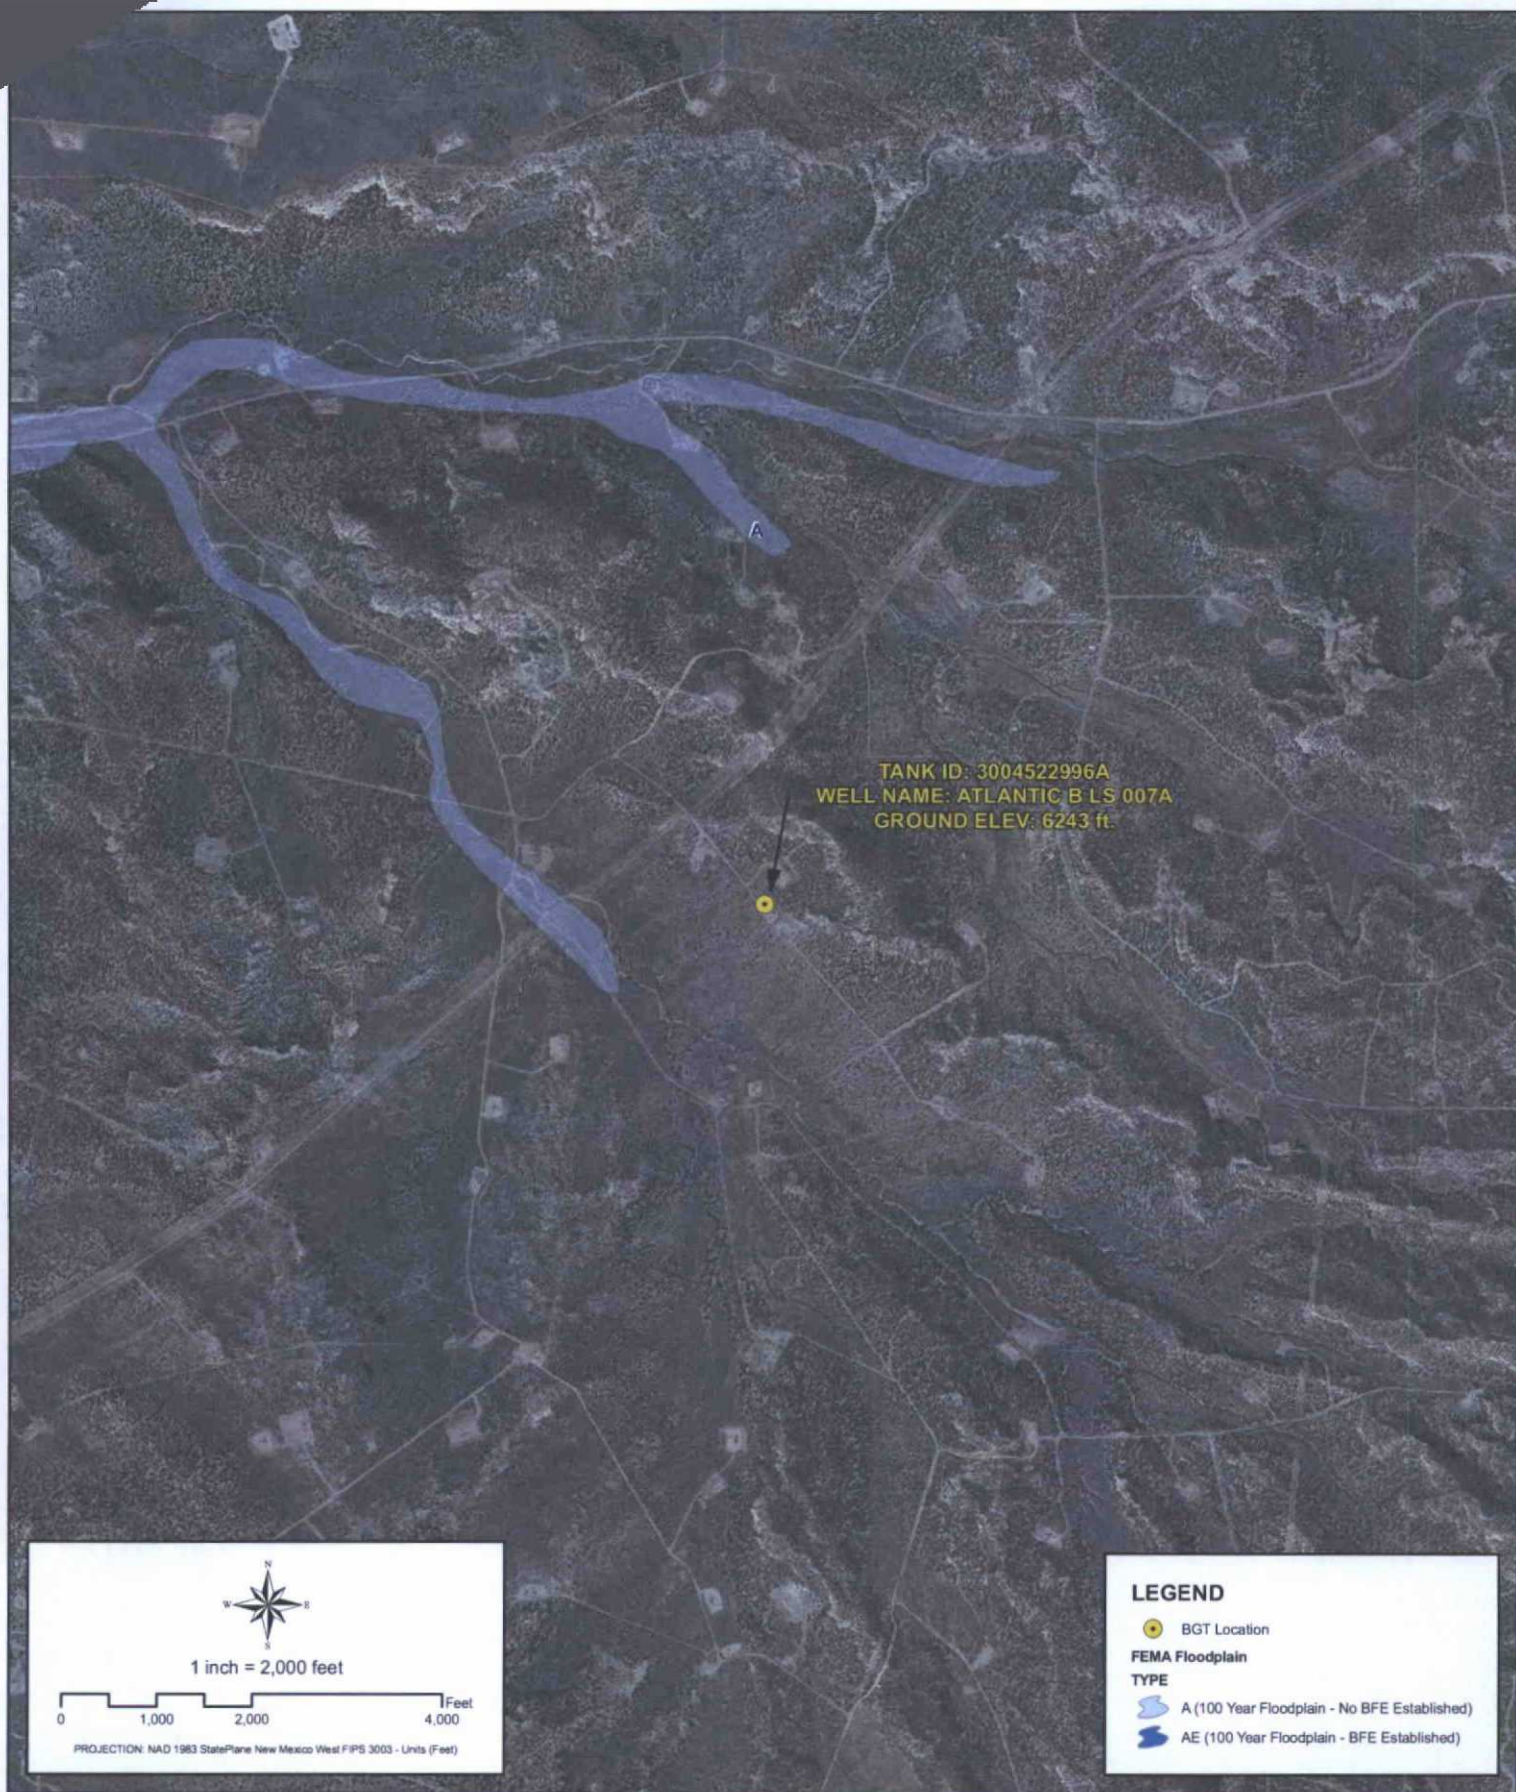 A
TANK ID: 3004522996A
WELL NAME: ATLANTIC B LS 007A
GROUND ELEV: 6243 ft.
N
W E
S
1 inch = 2,000 feet
Feet
0 1,000 2,000 4,000
PROJECTION: NAD 1983 StatePlane New Mexico West FIPS 3003 - Units (Feet)
LEGEND
BGT Location
FEMA Floodplain
TYPE
A (100 Year Floodplain - No BFE Established)
AE (100 Year Floodplain - BFE Established)